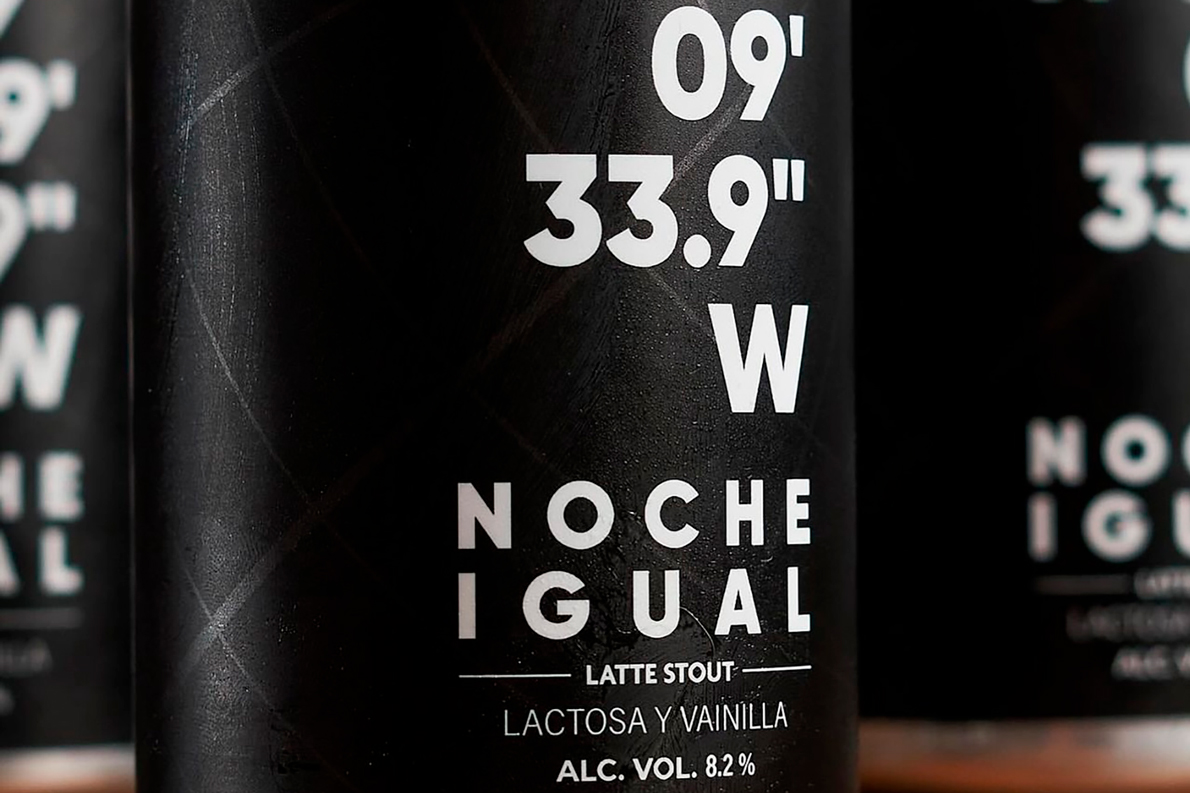 09'
33.9"
W
NOCHE
IGUAL
LATTE STOUT
LACTOSA Y VAINILLA
ALC. VOL. 8.2%